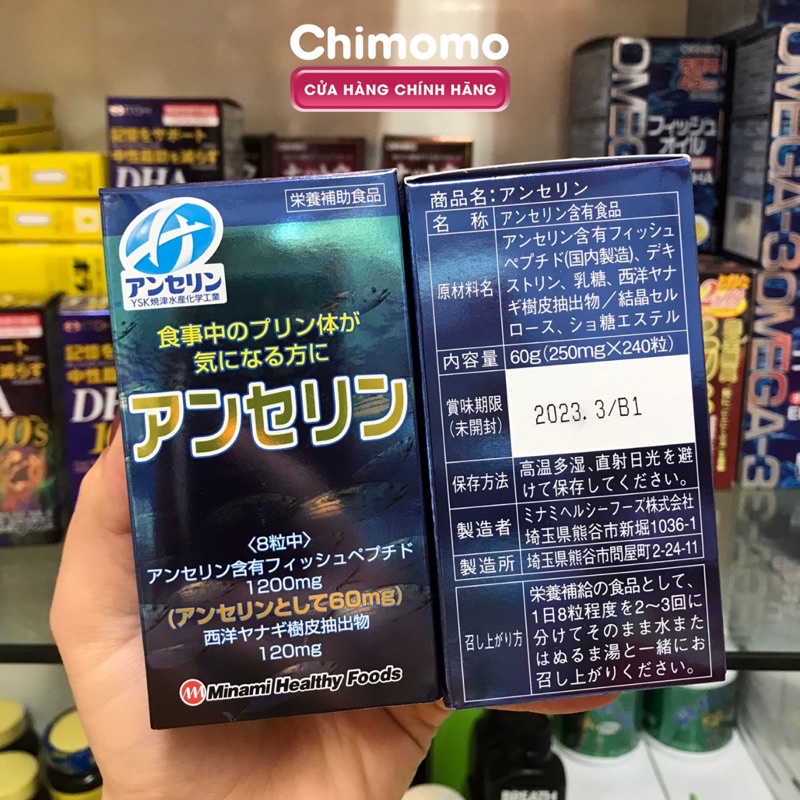 Chimomo
CỬA HÀNG CHÍNH HÃNG
栄養補助食品
アンセリン
YSK焼津水産化学工業
食事中のプリン体が
気になる方に
アンセリン
〈8粒中〉
アンセリン含有フィッシュペプチド
1200mg
(アンセリンとして60mg)
西洋ヤナギ樹皮抽出物
120mg
Minami Healthy Foods
商品名:アンセリン
名 称 アンセリン含有食品
原材料名
アンセリン含有フィッシュ
ペプチド(国内製造)、デキ
ストリン、乳糖、西洋ヤナ
ギ樹皮抽出物/結晶セル
ロース、ショ糖エステル
内容量 60g(250mg×240粒)
賞味期限
(未開封)
2023. 3/B1
保存方法
高温多湿、直射日光を避
けて保存してください。
製造者
ミナミヘルシーフーズ株式会社
埼玉県熊谷市新堀1036-1
製造所 埼玉県熊谷市問屋町2-24-11
召し上がり方
栄養補給の食品として、
1日8粒程度を2〜3回に
分けてそのまま水また
はぬるま湯と一緒にお
召し上がりください。
記憶をサポート
中性脂肪を減らす
DHA
OMEGA-3
フィッシュ
オイル
OMEGA-3